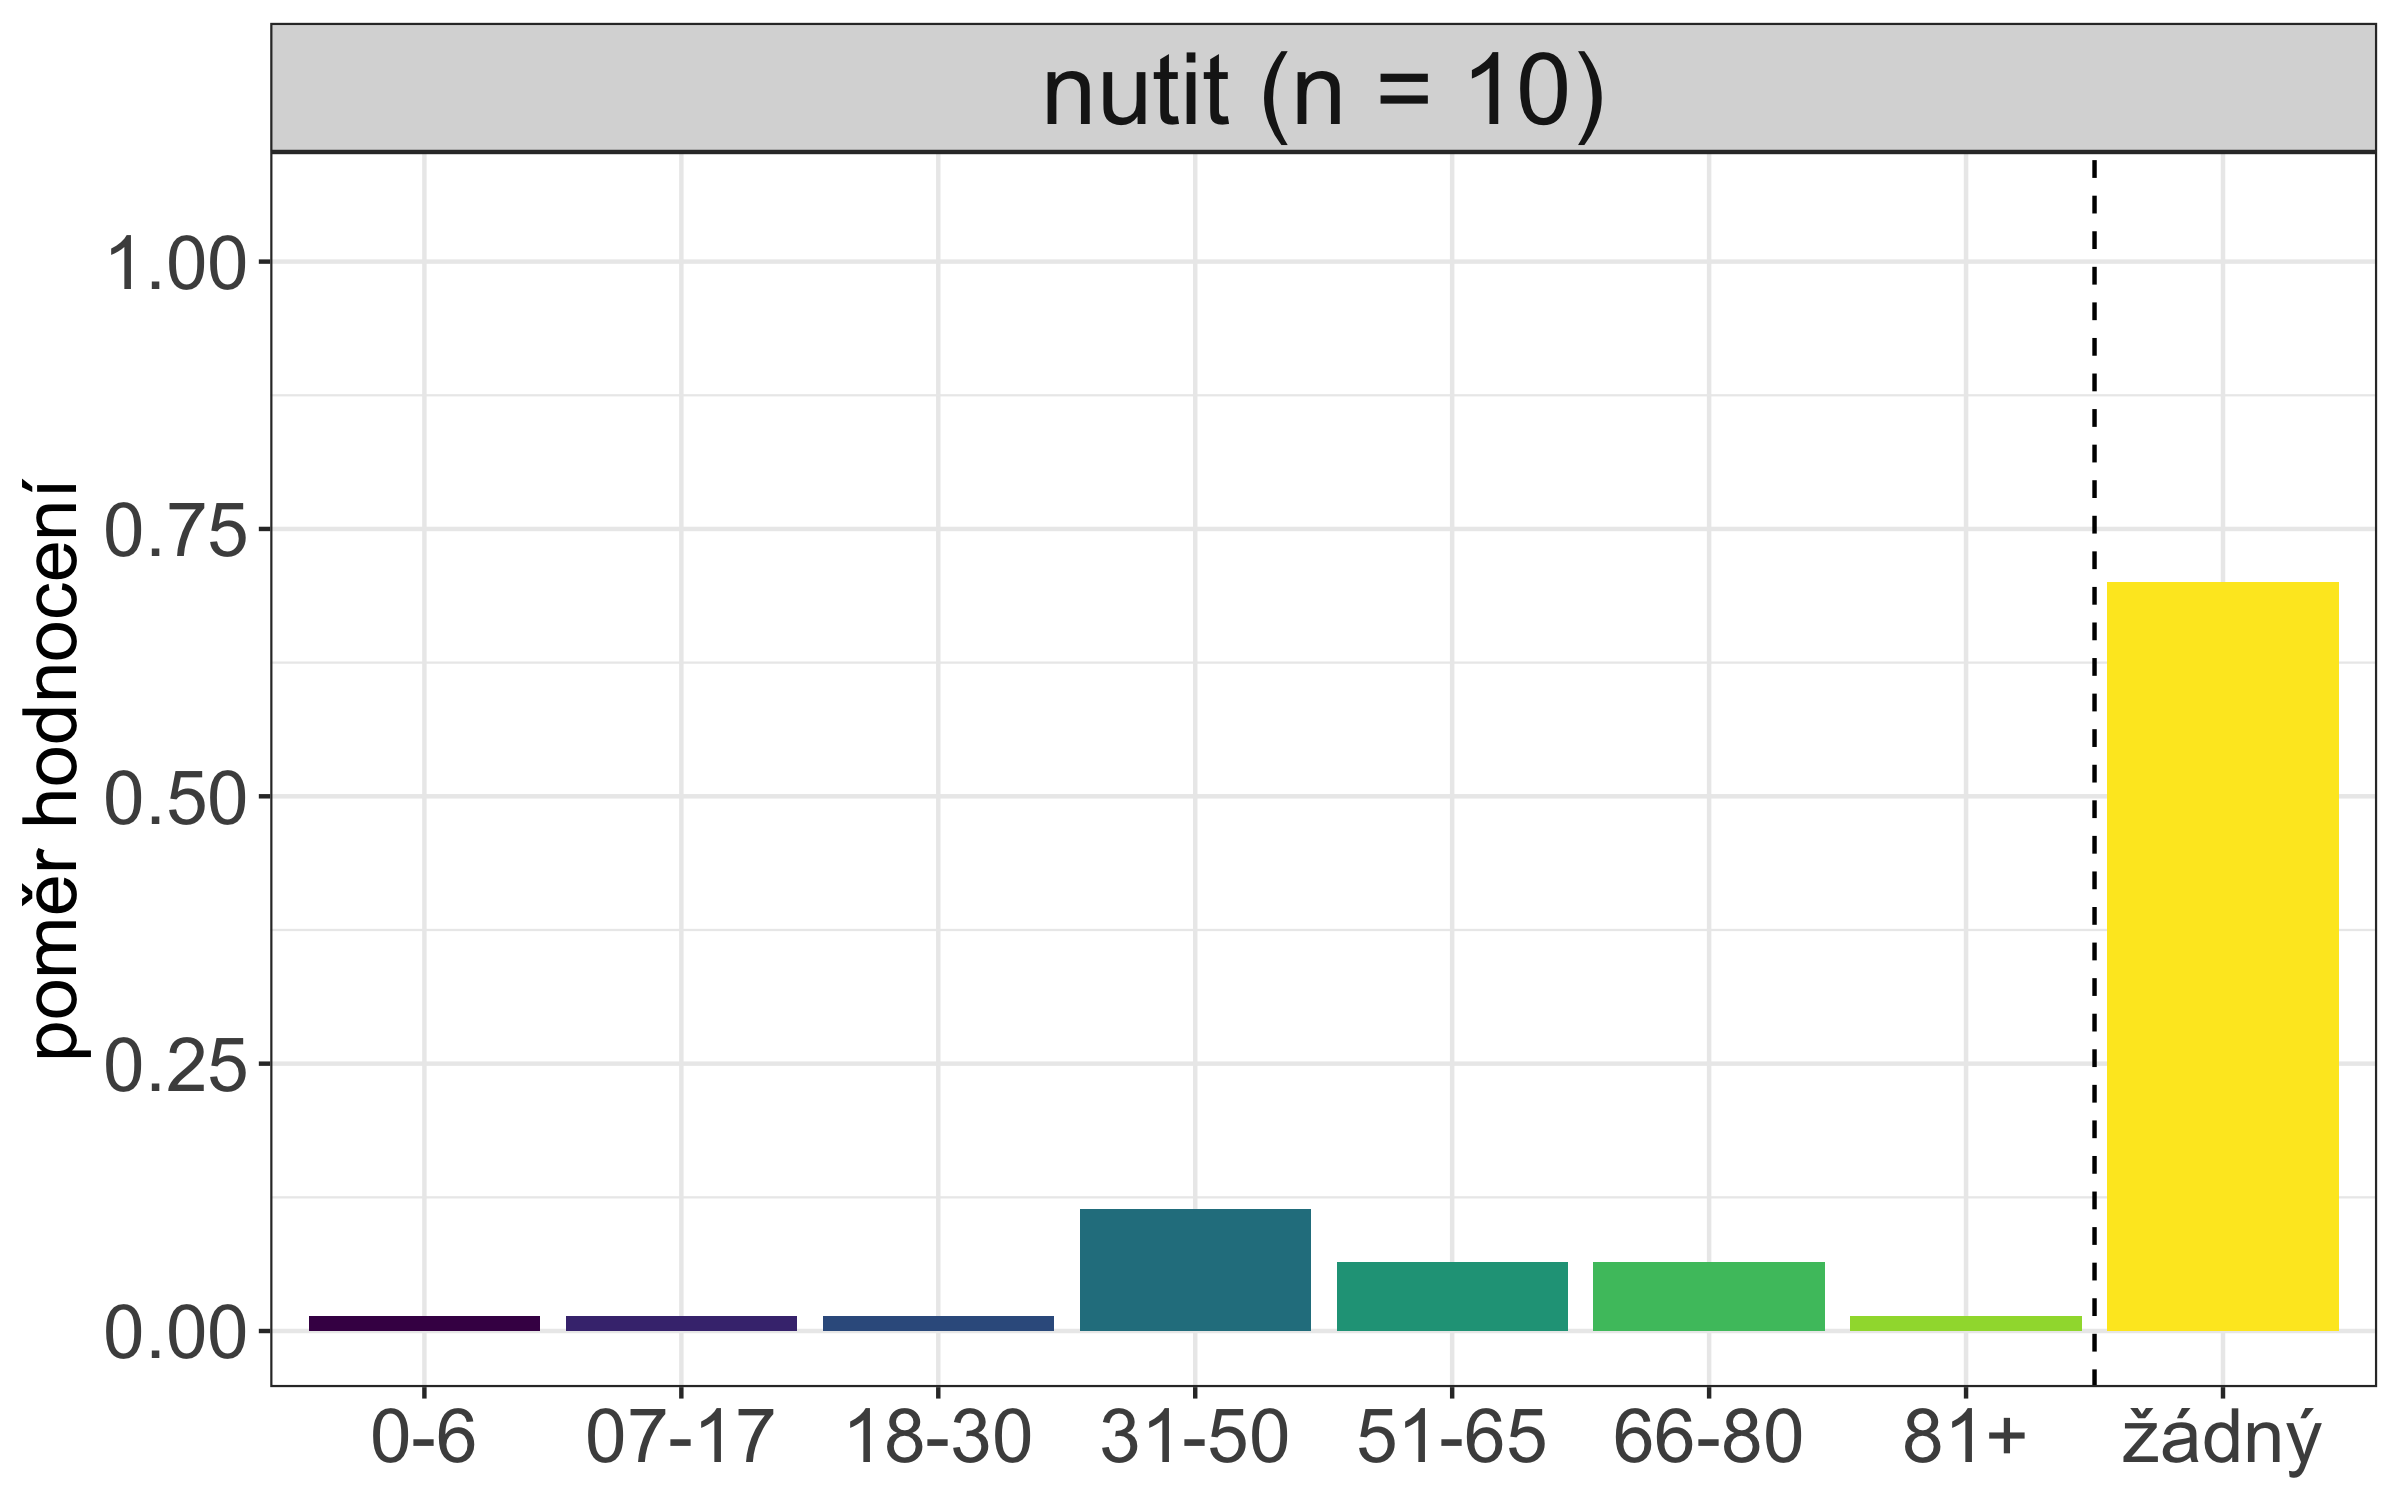 nutit (n = 10)
poměr hodnocení
1.00
0.75
0.50
0.25
0.00
0-6 07-17 18-30 31-50 51-65 66-80 81+ žádný